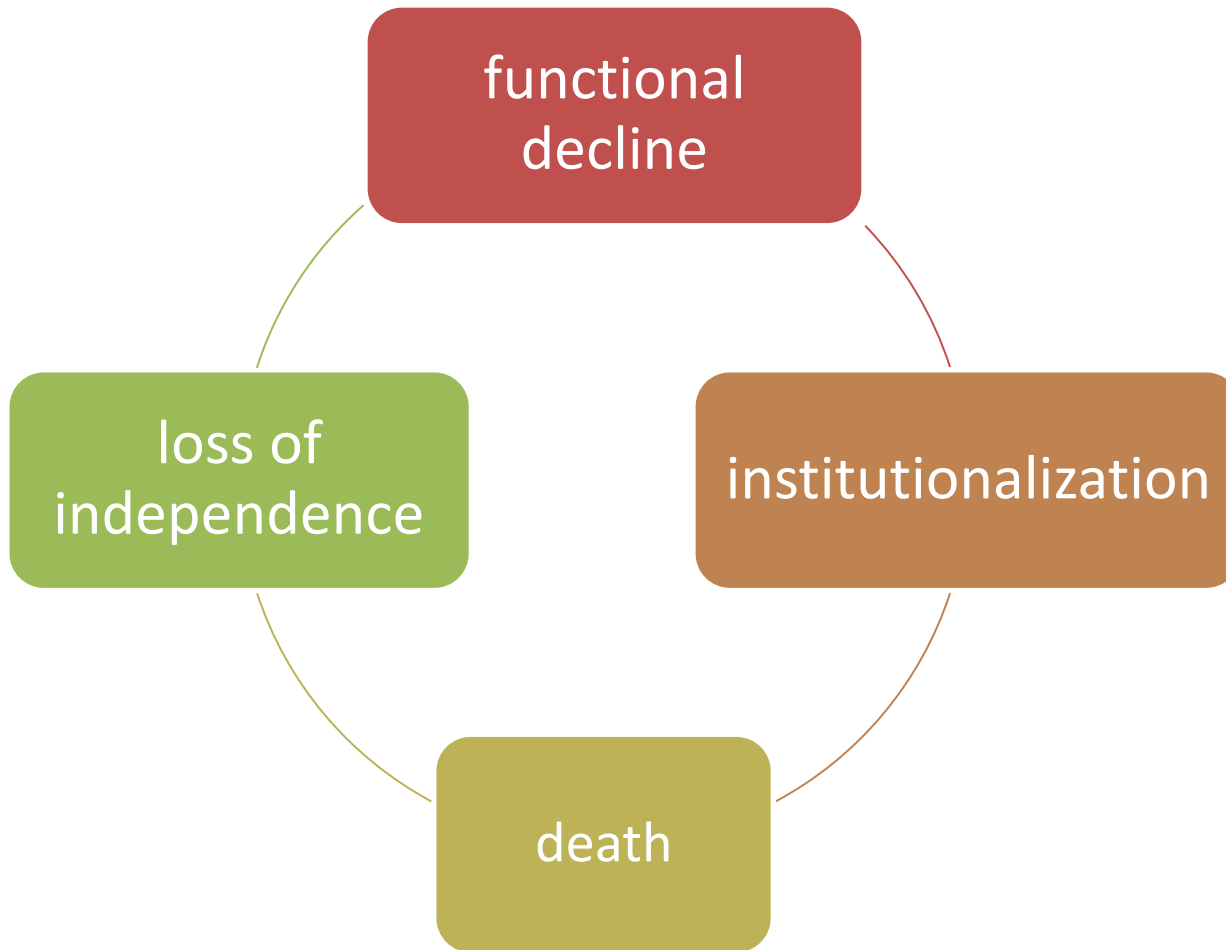 functional
decline
loss of
independence
institutionalization
death